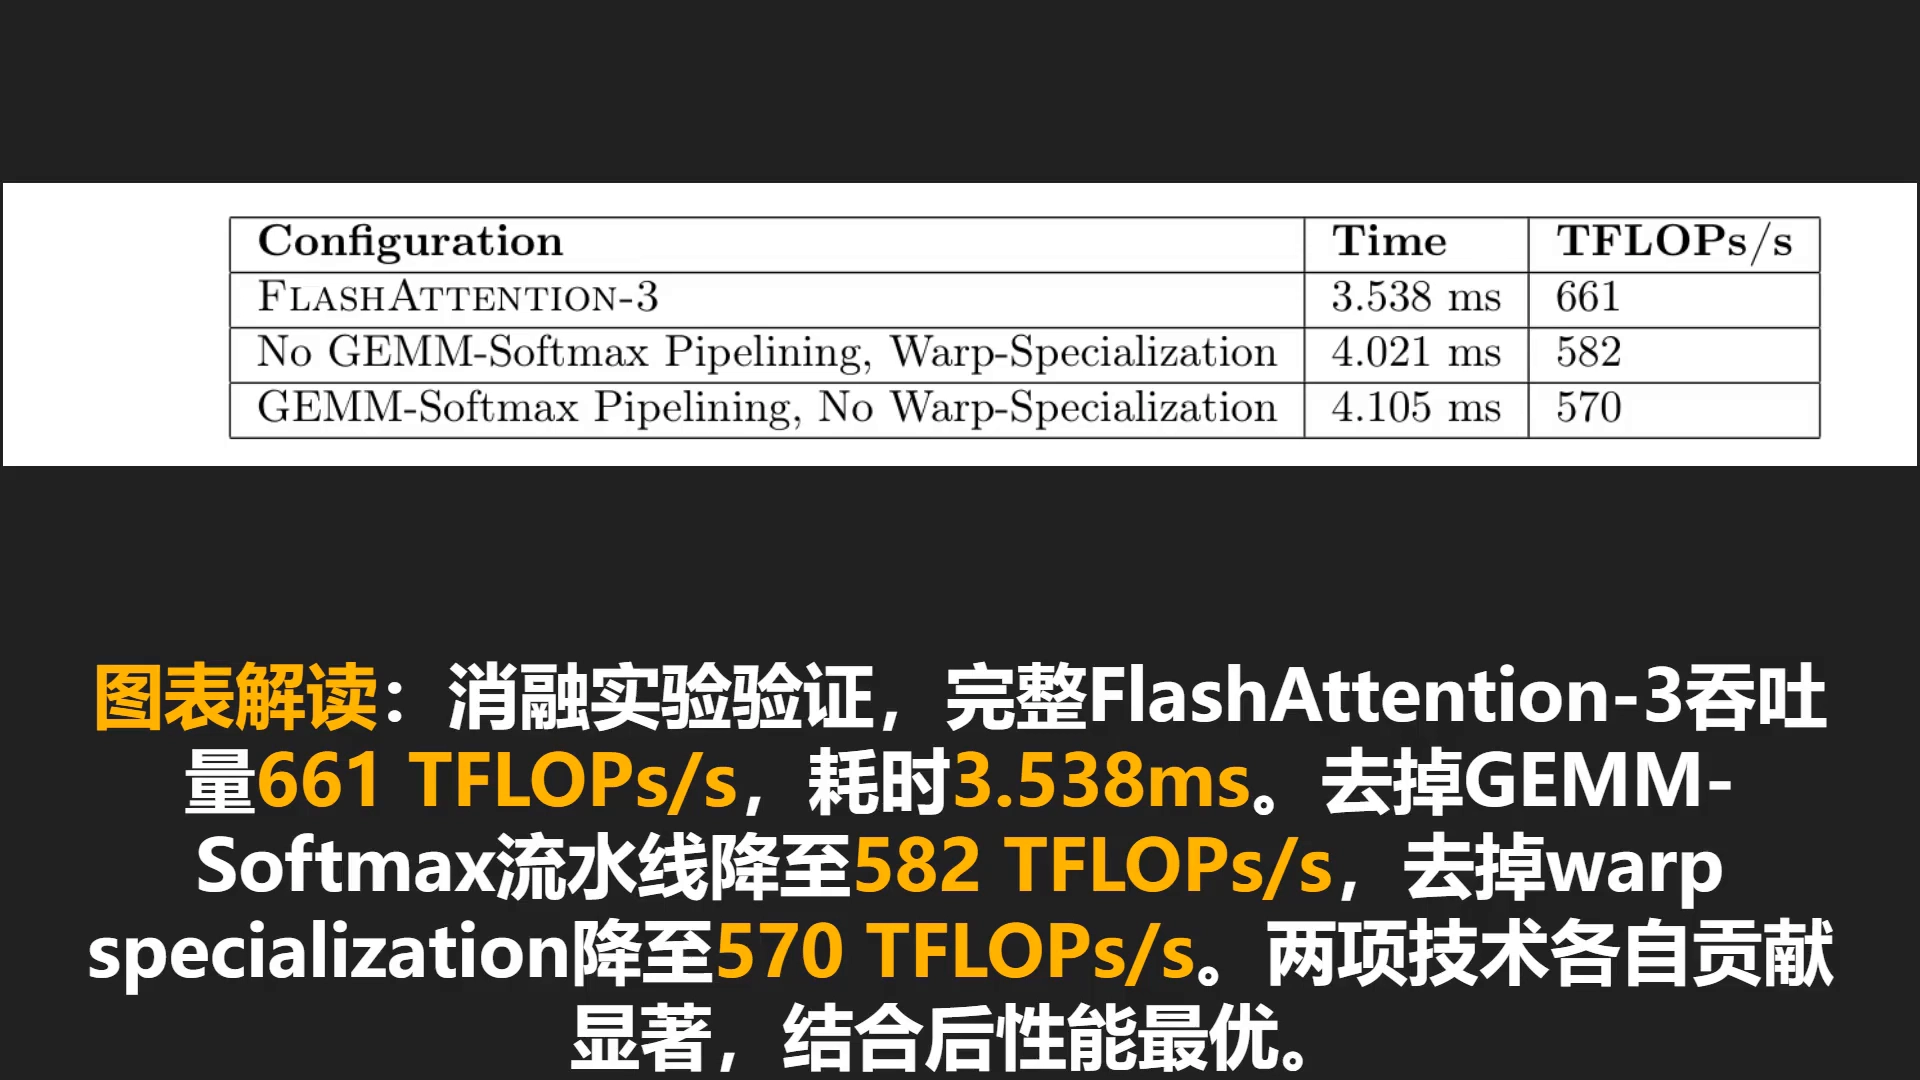 Configuration Time TFLOPs/s
FLASHATTENTION-3 3.538 ms 661
No GEMM-Softmax Pipelining, Warp-Specialization 4.021 ms 582
GEMM-Softmax Pipelining, No Warp-Specialization 4.105 ms 570
图表解读：消融实验验证，完整FlashAttention-3吞吐
量661 TFLOPs/s，耗时3.538ms。去掉GEMM-
Softmax流水线降至582 TFLOPs/s，去掉warp
specialization降至570 TFLOPs/s。两项技术各自贡献
显著，结合后性能最优。